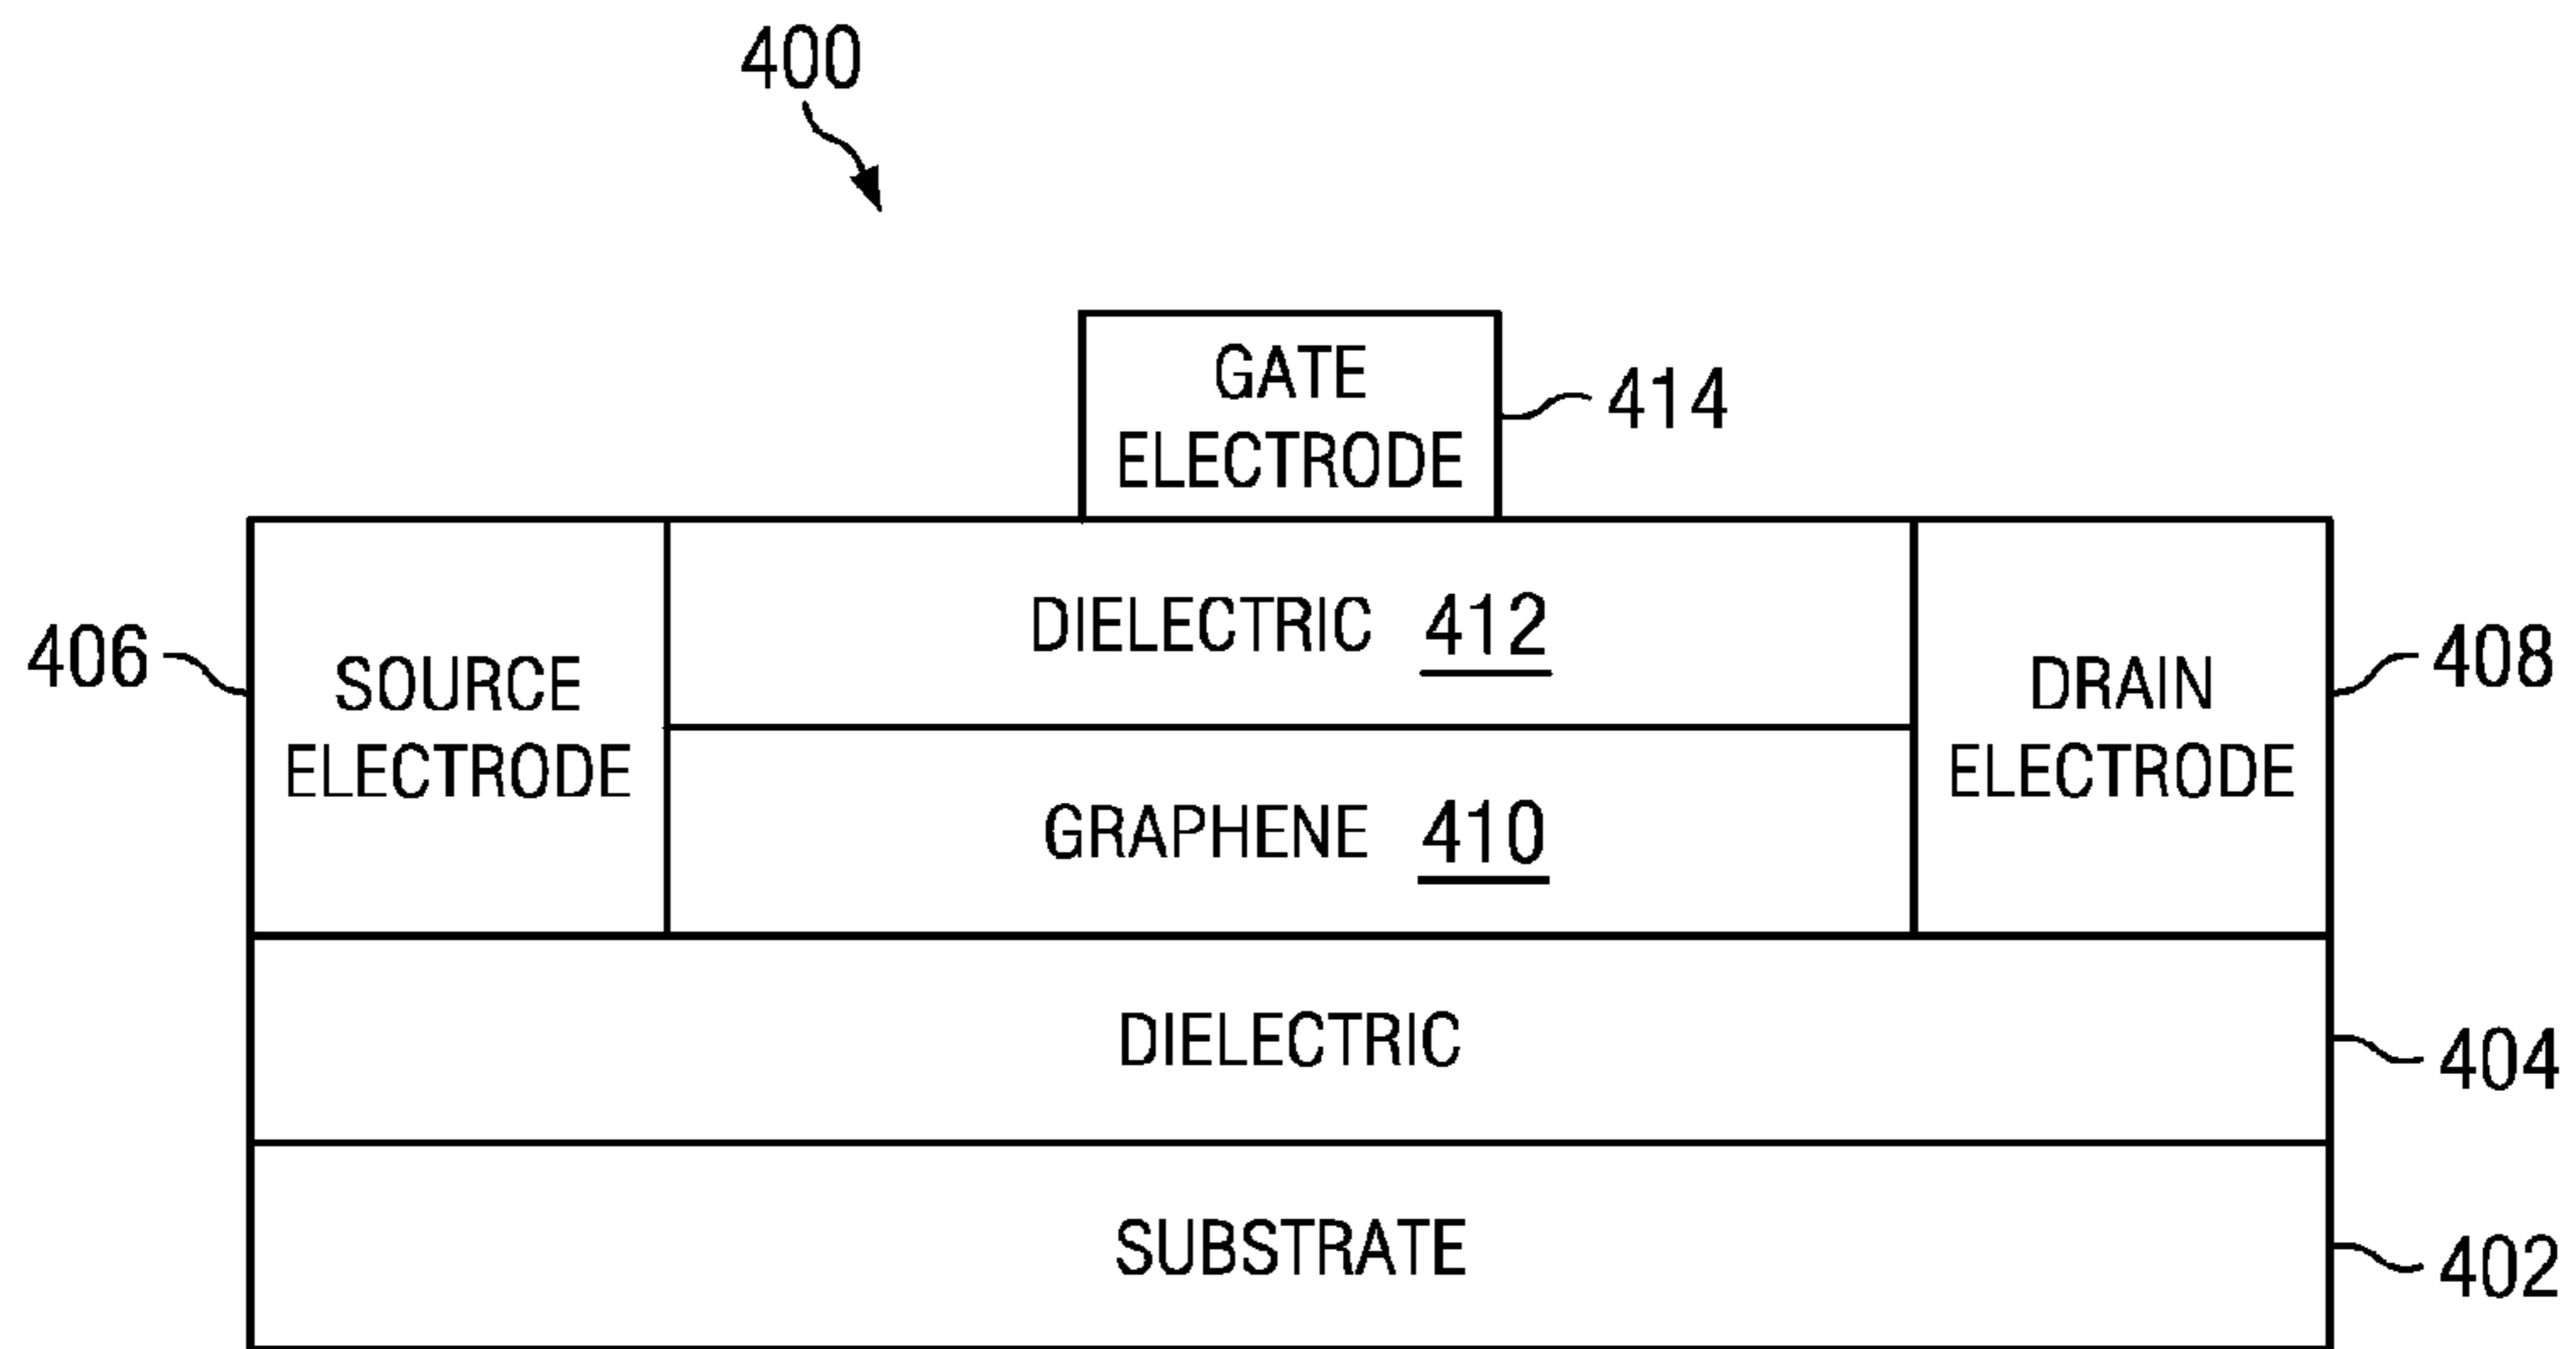 400
GATE
ELECTRODE
414
DIELECTRIC 412
406
SOURCE
ELECTRODE
DRAIN
ELECTRODE
408
GRAPHENE 410
DIELECTRIC
404
SUBSTRATE
402